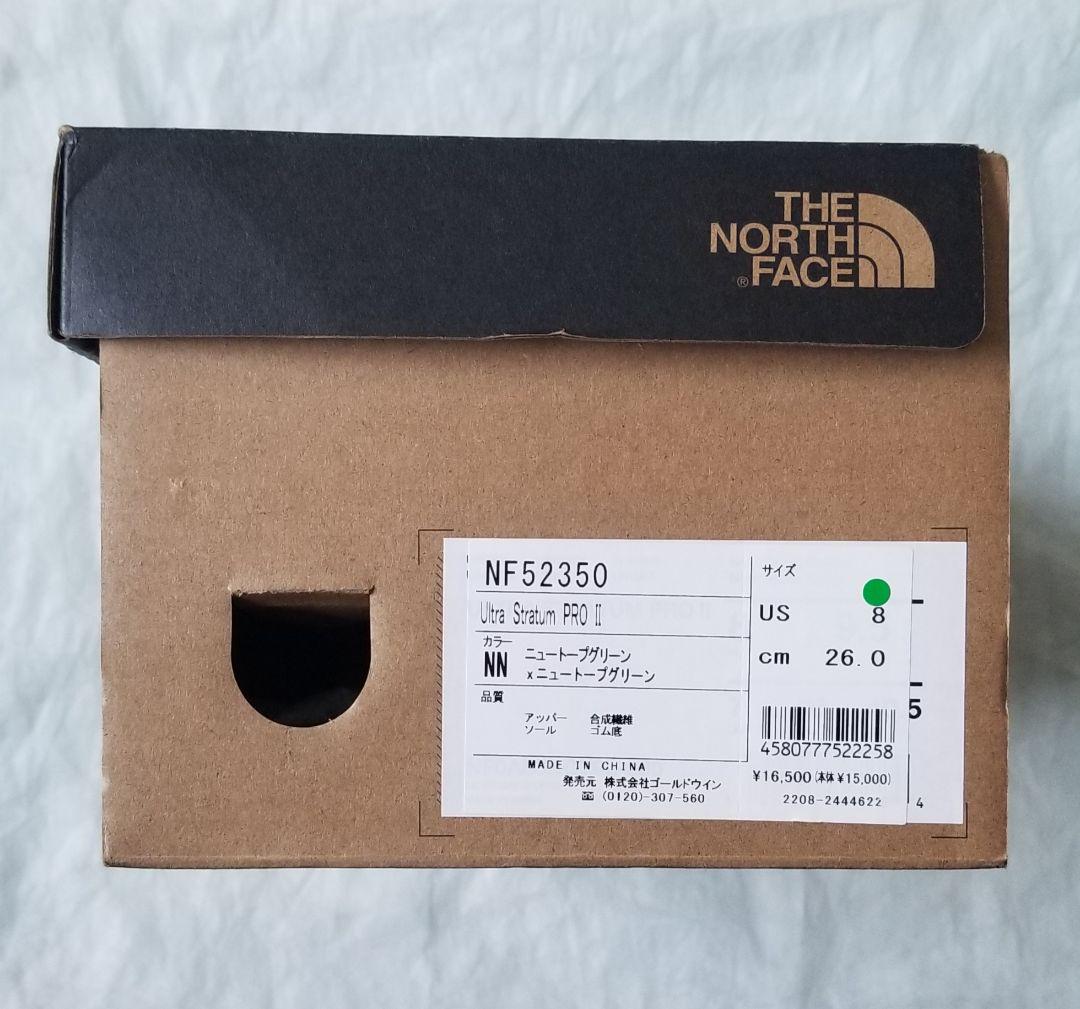 THE
NORTH
FACE
®
NF52350
Ultra Stratum PRO II
カラー
NN
ニュートープグリーン
xニュートープグリーン
品質
アッパー 合成繊維
ソール ゴム底
MADE IN CHINA
発売元 株式会社ゴールドウイン
(0120)-307-560
サイズ
US 8
cm 26.0
4580777522258
¥16,500(本体¥15,000)
2208-2444622
5
4